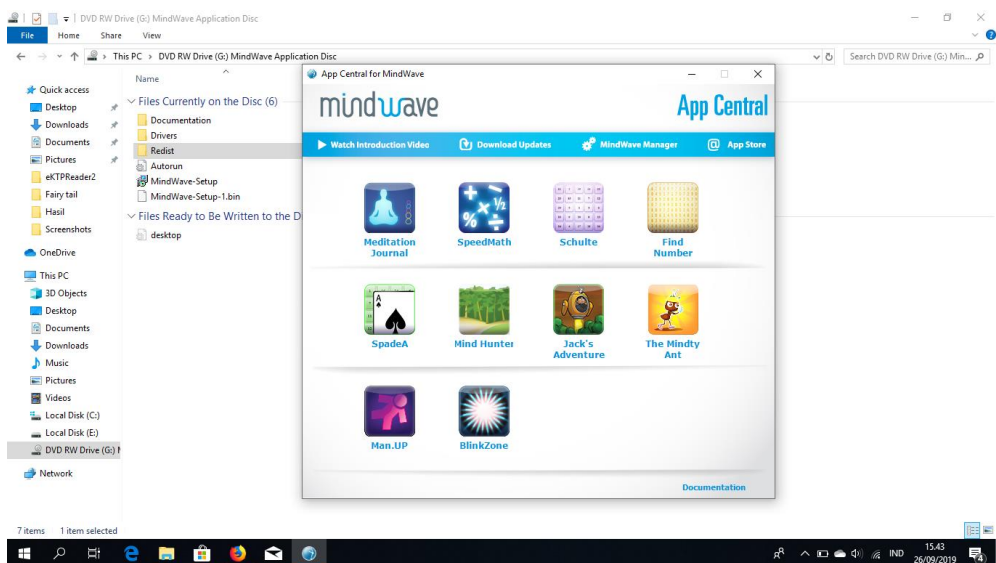 DVD RW Drive (G:) MindWave Application Disc
File Home Share View
This PC > DVD RW Drive (G:) MindWave Application Disc
Search DVD RW Drive (G:) Min...
Name
Quick access
Desktop
Downloads
Documents
Pictures
eKTPReader2
Fairy tail
Hasil
Screenshots
OneDrive
This PC
3D Objects
Desktop
Documents
Downloads
Music
Pictures
Videos
Local Disk (C:)
Local Disk (E:)
DVD RW Drive (G:)
Network
Files Currently on the Disc (6)
Documentation
Drivers
Redist
Autorun
MindWave-Setup
MindWave-Setup-1.bin
Files Ready to Be Written to the D
desktop
App Central for MindWave
mindwave App Central
Watch Introduction Video Download Updates MindWave Manager App Store
Meditation Journal
SpeedMath
Schulte
Find Number
SpadeA
Mind Hunter
Jack's Adventure
The Mindty Ant
Man.UP
BlinkZone
Documentation
7 items 1 item selected
IND
15.43
26/09/2019